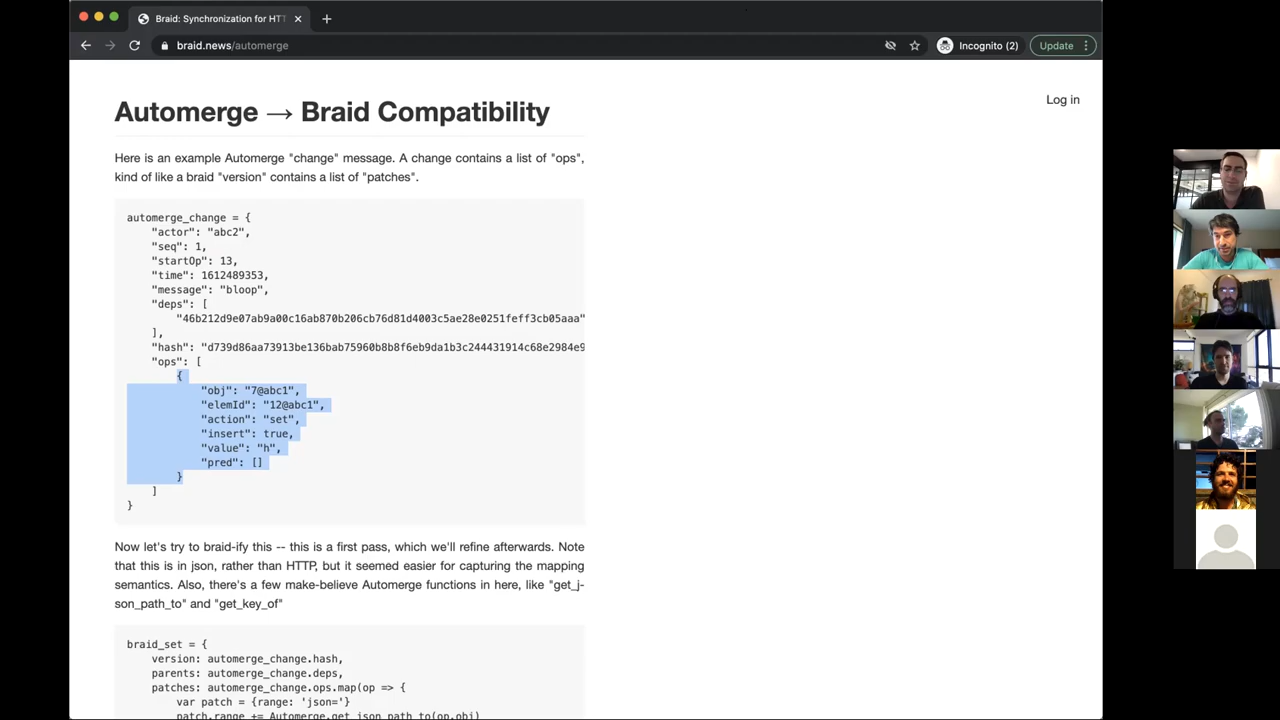 Braid: Synchronization for HTT
braid.news/automerge
Incognito (2)
Update
Log in
Automerge → Braid Compatibility
Here is an example Automerge "change" message. A change contains a list of "ops",
kind of like a braid "version" contains a list of "patches".
automerge_change = {
"actor": "abc2",
"seq": 1,
"startOp": 13,
"time": 1612489353,
"message": "bloop",
"deps": [
"46b212d9e07ab9a00c16ab870b206cb76d81d4003c5ae28e0251feff3cb05aaa"
],
"hash": "d739d86aa73913be136bab75960b8b8f6eb9da1b3c244431914c68e2984e9
"ops": [
{
"obj": "7@abc1",
"elemId": "12@abc1",
"action": "set",
"insert": true,
"value": "h",
"pred": []
}
]
}
Now let's try to braid-ify this -- this is a first pass, which we'll refine afterwards. Note
that this is in json, rather than HTTP, but it seemed easier for capturing the mapping
semantics. Also, there's a few make-believe Automerge functions in here, like "get_j-
son_path_to" and "get_key_of"
braid_set = {
version: automerge_change.hash,
parents: automerge_change.deps,
patches: automerge_change.ops.map(op => {
var patch = {range: 'json='}
patch.range += Automerge.get_json_path_to(op.obj)